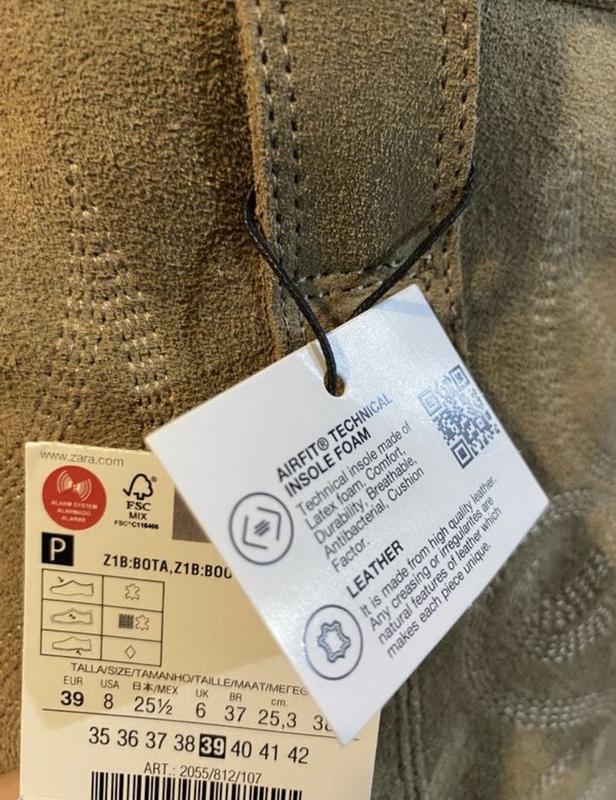 AIRFIT® TECHNICAL
INSOLE FOAM
Technical insole made of
Latex foam, Comfort,
Durability, Breathable,
Antibacterial, Cushion
Factor.
LEATHER
It is made from high quality leather.
Any creasing or irregularities are
natural features of leather which
makes each piece unique.
www.zara.com
ALARM SYSTEM
ALARMADO
ALARME
FSC
MIX
FSC®C116466
P
Z1B:BOTA,Z1B:BOO
TALLA/SIZE/TAMANHO/TAILLE/MAAT/ΜΕΓΕΘ
EUR USA 日本/MEX UK BR cm.
39 8 25½ 6 37 25,3
35 36 37 38 39 40 41 42
ART.: 2055/812/107